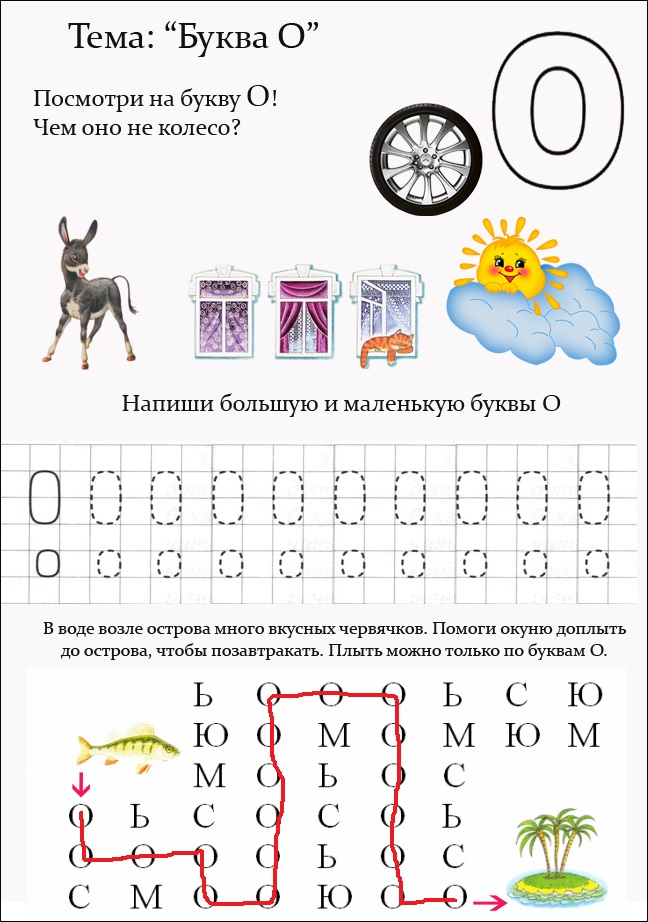 Тема: “Буква О”
О
Посмотри на букву О!
Чем оно не колесо?
Напиши большую и маленькую буквы О
О О О О О О О О О О
о о о о о о о о о о
В воде возле острова много вкусных червячков. Помоги окуню доплыть
до острова, чтобы позавтракать. Плыть можно только по буквам О.
Ь О О О Ь С Ю
Ю О М О М Ю М
М О Ь О С
О Ь С О С О Ь
О О О О Ь О С
С М О О Ю О О